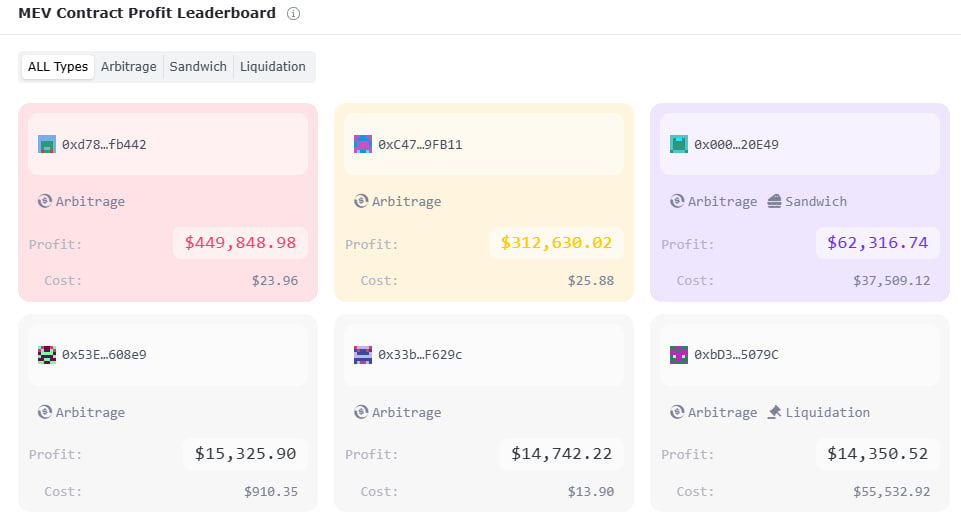 MEV Contract Profit Leaderboard
ALL Types Arbitrage Sandwich Liquidation
0xd78…fb442
Arbitrage
Profit: $449,848.98
Cost: $23.96
0xC47…9FB11
Arbitrage
Profit: $312,630.02
Cost: $25.88
0x000…20E49
Arbitrage Sandwich
Profit: $62,316.74
Cost: $37,509.12
0x53E…608e9
Arbitrage
Profit: $15,325.90
Cost: $910.35
0x33b…F629c
Arbitrage
Profit: $14,742.22
Cost: $13.90
0xbD3…5079C
Arbitrage Liquidation
Profit: $14,350.52
Cost: $55,532.92